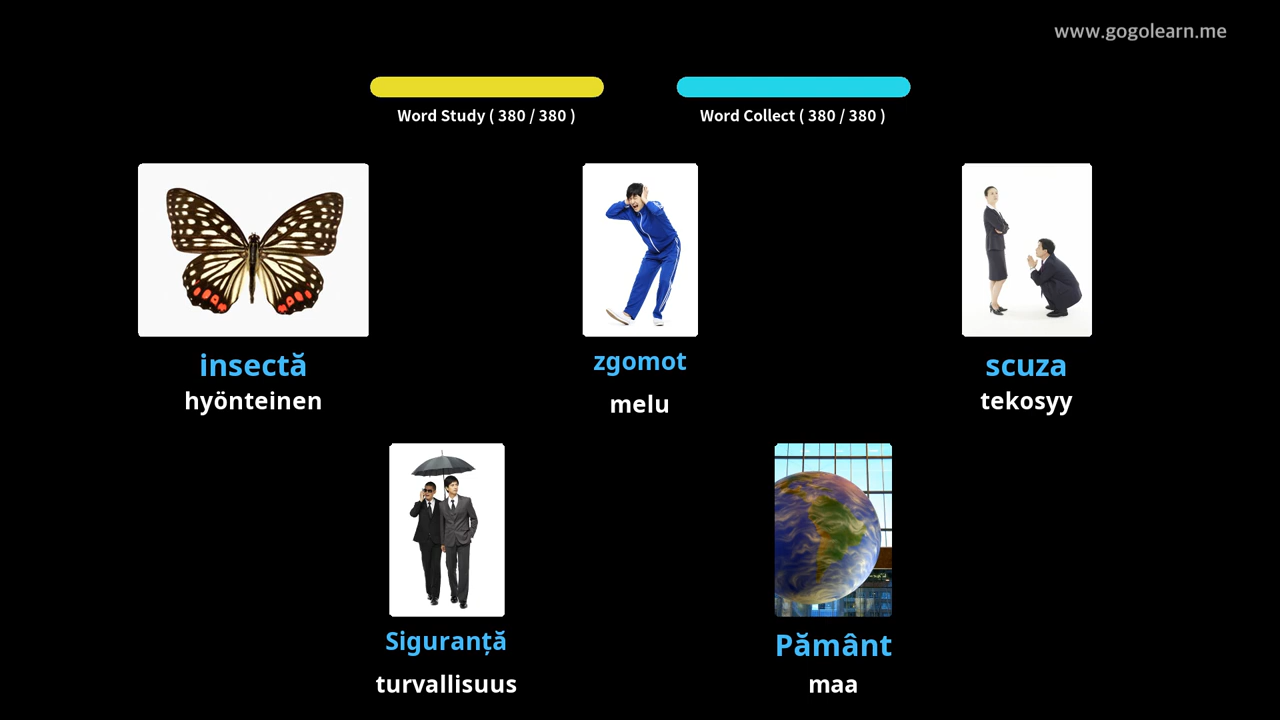 www.gogolearn.me
Word Study ( 380 / 380 )
Word Collect ( 380 / 380 )
insectă
hyönteinen
zgomot
melu
scuza
tekosyy
Siguranță
turvallisuus
Pământ
maa